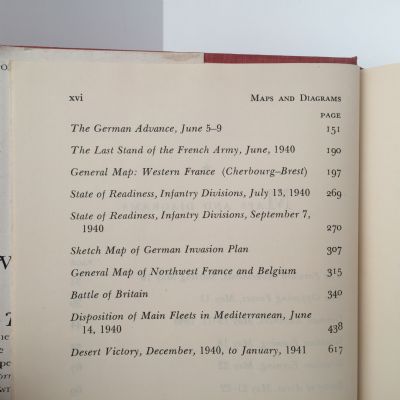 xvi MAPS AND DIAGRAMS
PAGE
The German Advance, June 5–9 151
The Last Stand of the French Army, June, 1940 190
General Map: Western France (Cherbourg–Brest) 197
State of Readiness, Infantry Divisions, July 13, 1940 269
State of Readiness, Infantry Divisions, September 7,
1940 270
Sketch Map of German Invasion Plan 307
General Map of Northwest France and Belgium 315
Battle of Britain 340
Disposition of Main Fleets in Mediterranean, June
14, 1940 438
Desert Victory, December, 1940, to January, 1941 617